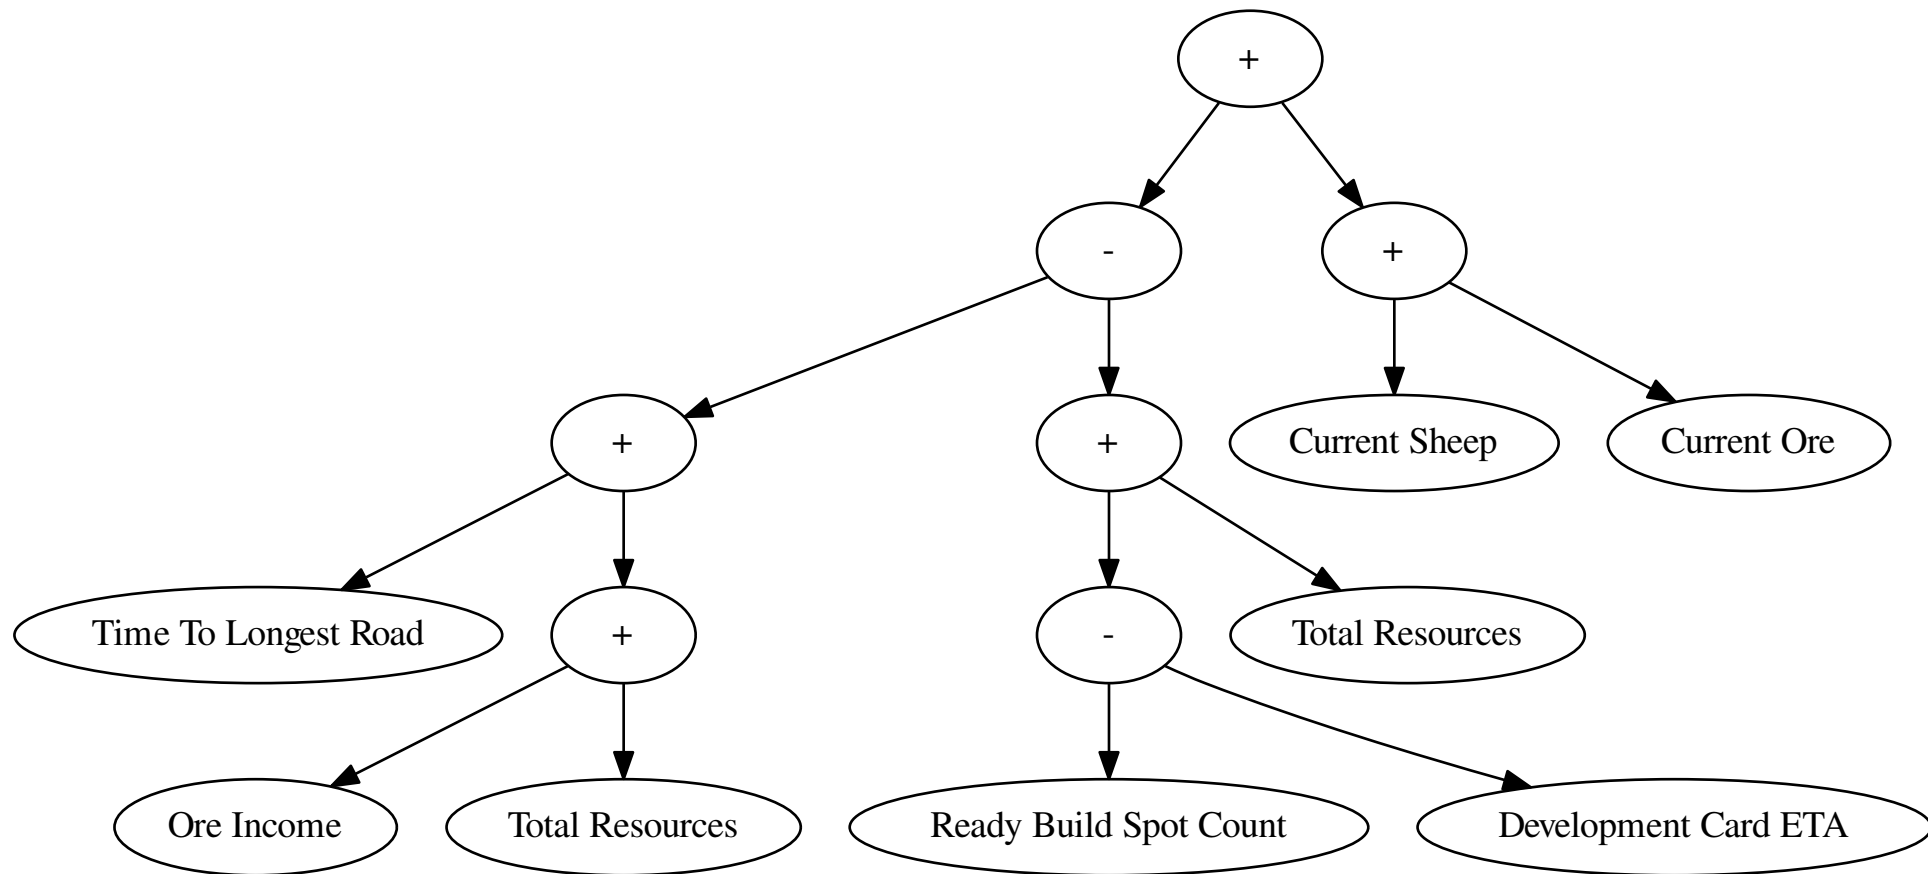 +
-
+
+
+
Current Sheep
Current Ore
Time To Longest Road
+
-
Total Resources
Ore Income
Total Resources
Ready Build Spot Count
Development Card ETA